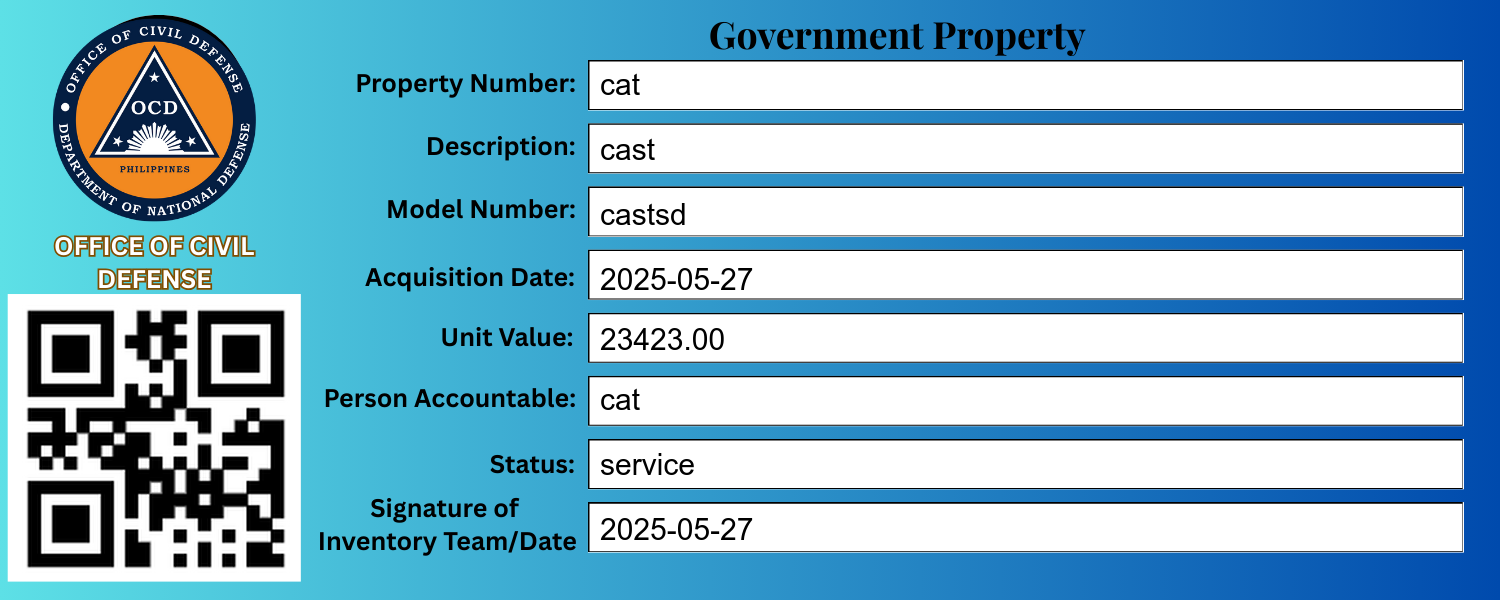 Government Property
OFFICE OF CIVIL DEFENSE
DEPARTMENT OF NATIONAL DEFENSE
OCD
PHILIPPINES
OFFICE OF CIVIL
DEFENSE
Property Number: cat
Description: cast
Model Number: castsd
Acquisition Date: 2025-05-27
Unit Value: 23423.00
Person Accountable: cat
Status: service
Signature of
Inventory Team/Date 2025-05-27